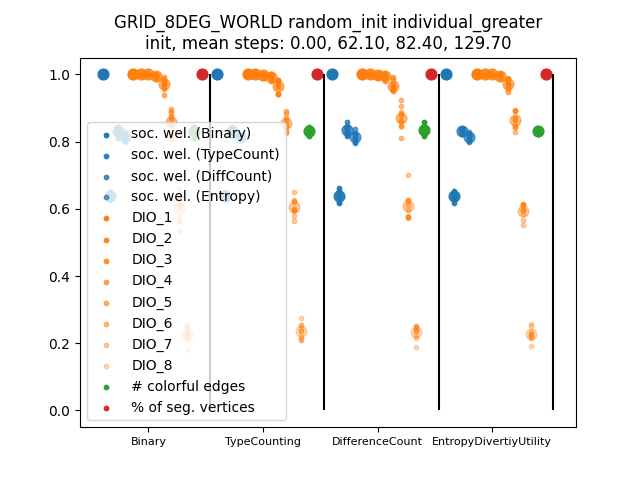 GRID_8DEG_WORLD random_init individual_greater
init, mean steps: 0.00, 62.10, 82.40, 129.70
1.0
0.8
0.6
0.4
0.2
0.0
soc. wel. (Binary)
soc. wel. (TypeCount)
soc. wel. (DiffCount)
soc. wel. (Entropy)
DIO_1
DIO_2
DIO_3
DIO_4
DIO_5
DIO_6
DIO_7
DIO_8
# colorful edges
% of seg. vertices
Binary
TypeCounting
DifferenceCount
EntropyDivertiyUtility